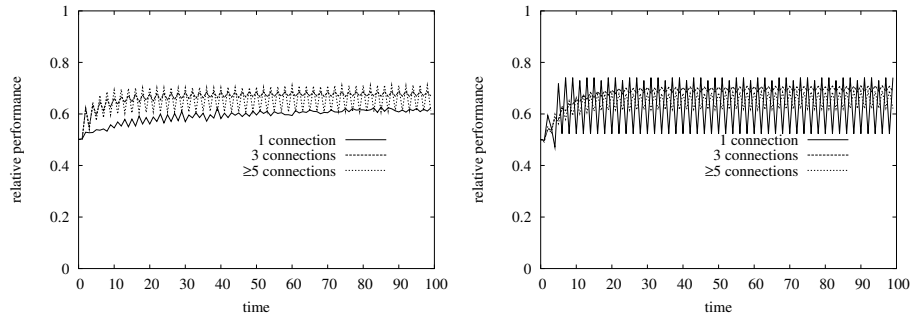 1
0.8
0.6
0.4
0.2
0
relative performance
0 10 20 30 40 50 60 70 80 90 100
time
1 connection
3 connections
≥5 connections
1
0.8
0.6
0.4
0.2
0
relative performance
0 10 20 30 40 50 60 70 80 90 100
time
1 connection
3 connections
≥5 connections